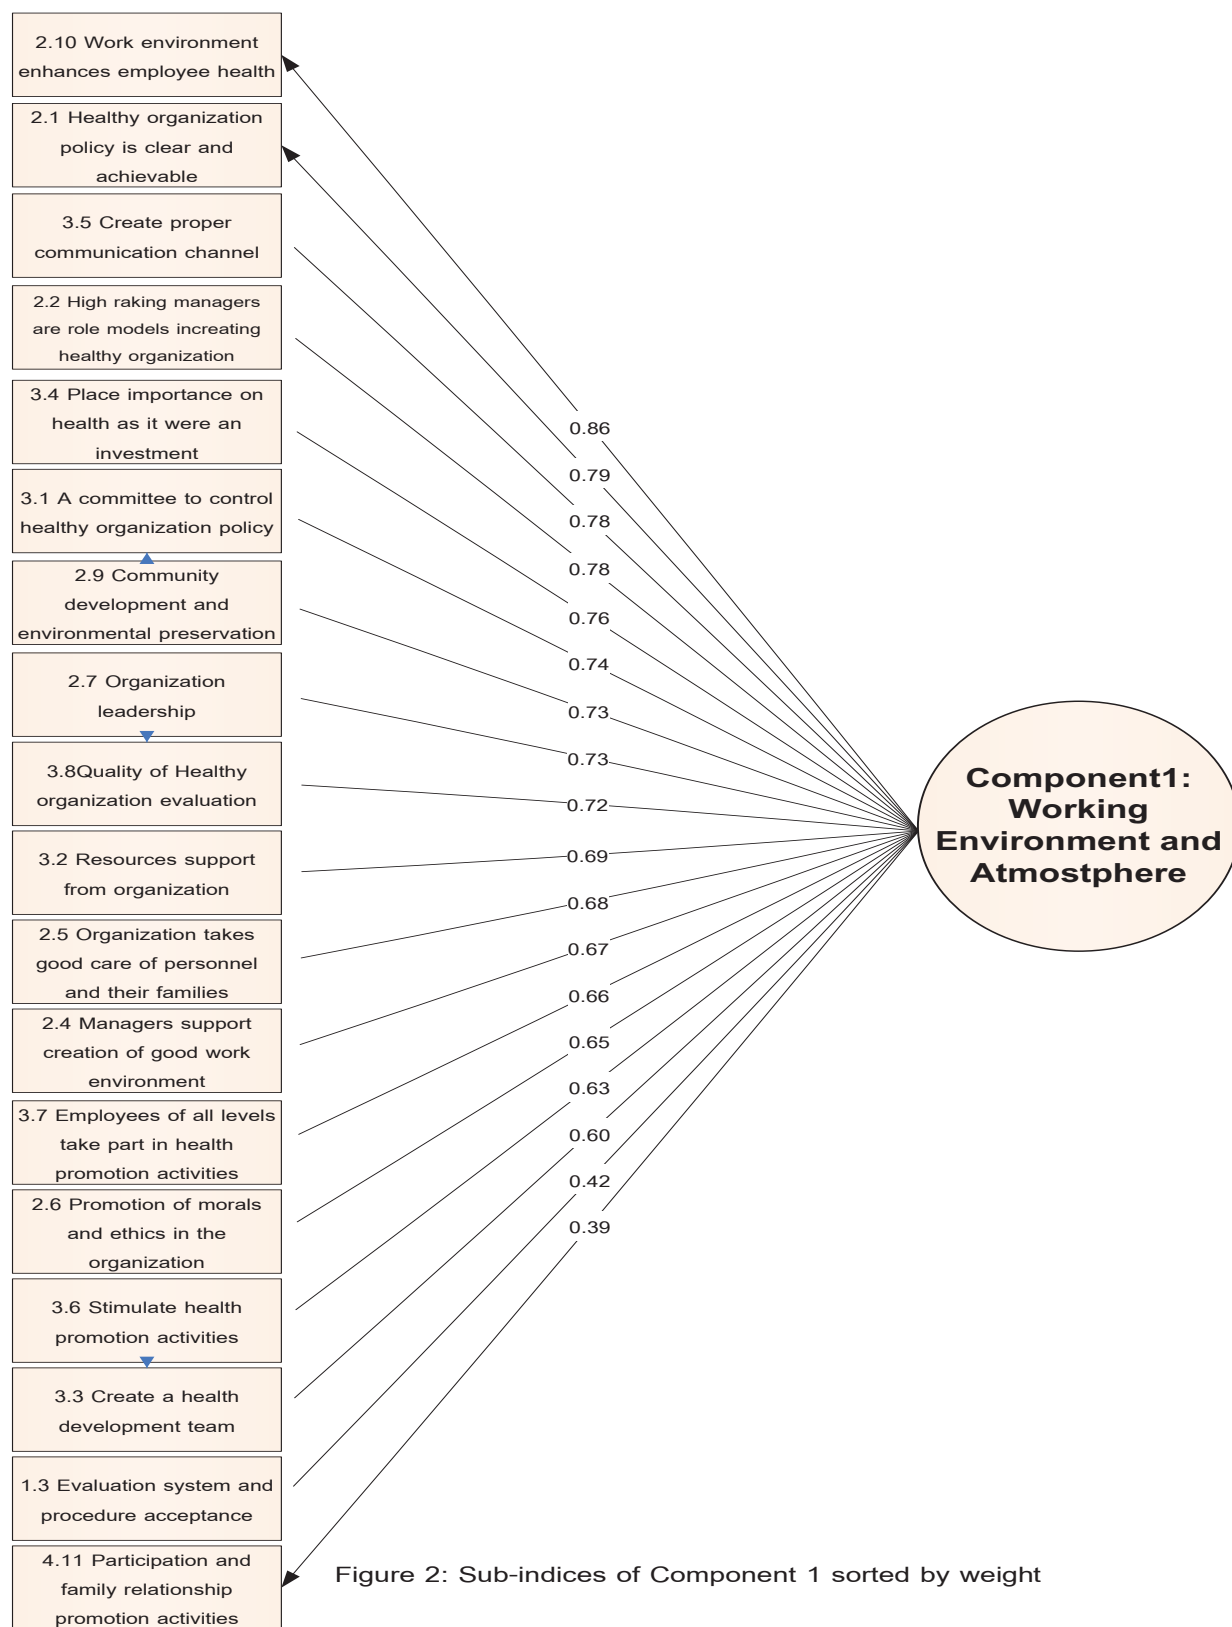 2.10 Work environment
enhances employee health
2.1 Healthy organization
policy is clear and
achievable
3.5 Create proper
communication channel
2.2 High raking managers
are role models increating
healthy organization
3.4 Place importance on
health as it were an
investment
3.1 A committee to control
healthy organization policy
2.9 Community
development and
environmental preservation
2.7 Organization
leadership
3.8Quality of Healthy
organization evaluation
3.2 Resources support
from organization
2.5 Organization takes
good care of personnel
and their families
2.4 Managers support
creation of good work
environment
3.7 Employees of all levels
take part in health
promotion activities
2.6 Promotion of morals
and ethics in the
organization
3.6 Stimulate health
promotion activities
3.3 Create a health
development team
1.3 Evaluation system and
procedure acceptance
4.11 Participation and
family relationship
promotion activities
0.86
0.79
0.78
0.78
0.76
0.74
0.73
0.73
0.72
0.69
0.68
0.67
0.66
0.65
0.63
0.60
0.42
0.39
Component1:
Working
Environment and
Atmostphere
Figure 2: Sub-indices of Component 1 sorted by weight